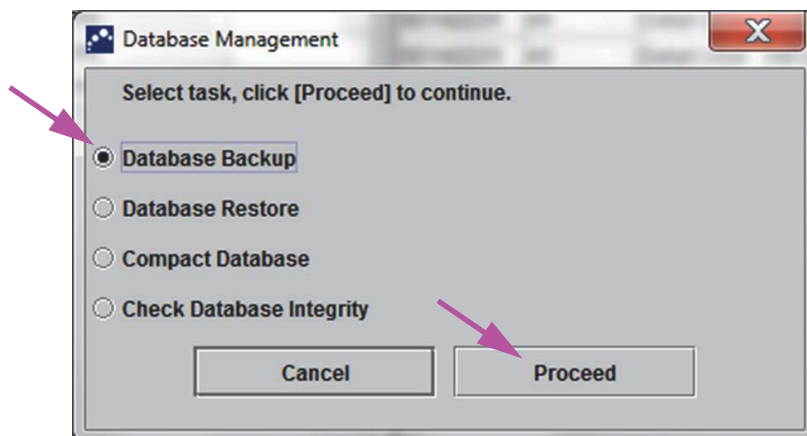 Database Management
Select task, click [Proceed] to continue.
Database Backup
Database Restore
Compact Database
Check Database Integrity
Cancel Proceed